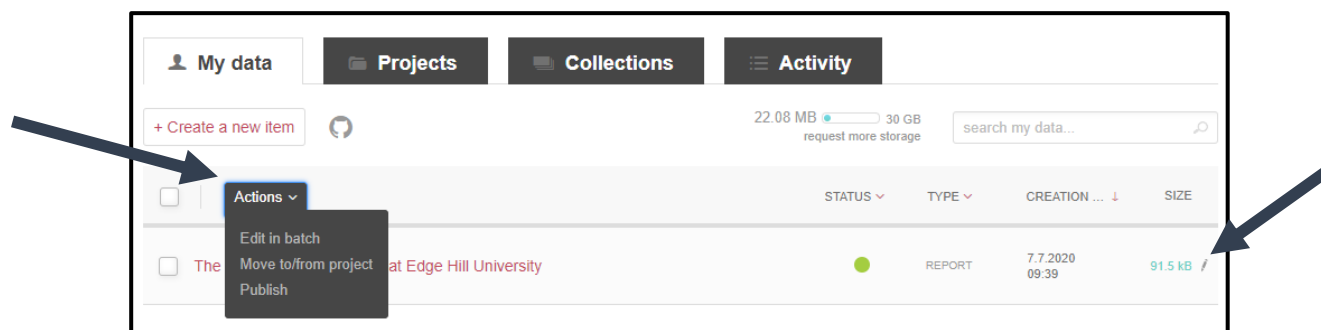 My data Projects Collections Activity
+ Create a new item 22.08 MB 30 GB search my data...
request more storage
Actions STATUS TYPE CREATION ... ↓ SIZE
Edit in batch
The at Edge Hill University REPORT 7.7.2020 91.5 kB
09:39
Move to/from project
Publish